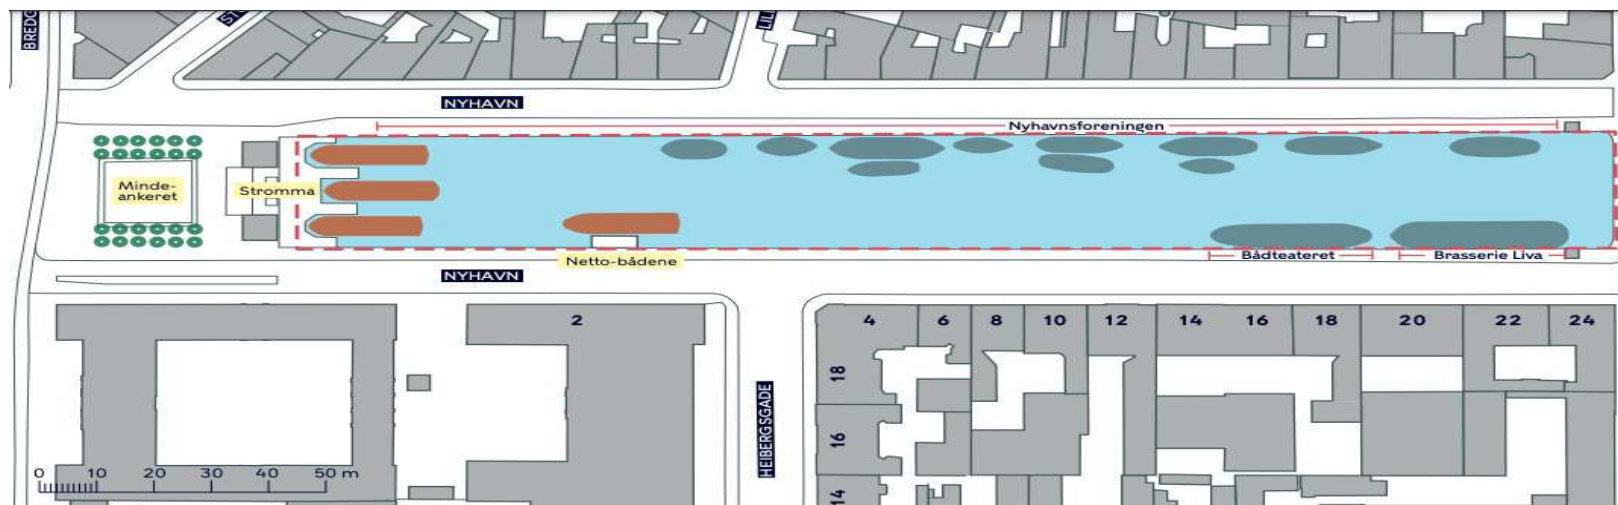 NYHAVN
Nyhavnsforeningen
Minde-
ankeret
Stromma
Netto-bådene
Bådteateret
Brasserie Liva
NYHAVN
2
4
6
8
10
12
14
16
18
20
22
24
18
16
14
HEIBERGSGADE
0
10
20
30
40
50 m